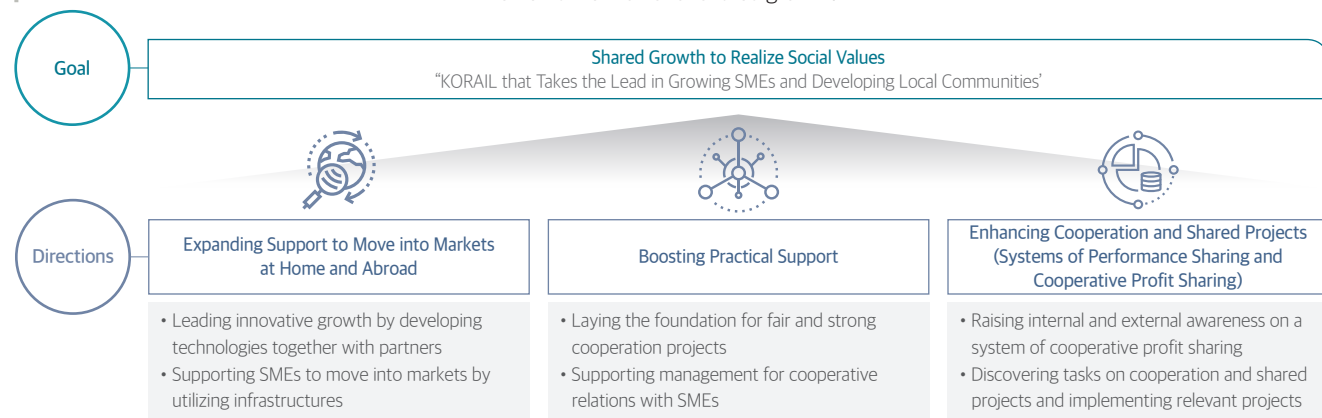 Goal
Shared Growth to Realize Social Values
“KORAIL that Takes the Lead in Growing SMEs and Developing Local Communities’
Directions
Expanding Support to Move into Markets
at Home and Abroad
• Leading innovative growth by developing
technologies together with partners
• Supporting SMEs to move into markets by
utilizing infrastructures
Boosting Practical Support
• Laying the foundation for fair and strong
cooperation projects
• Supporting management for cooperative
relations with SMEs
Enhancing Cooperation and Shared Projects
(Systems of Performance Sharing and
Cooperative Profit Sharing)
• Raising internal and external awareness on a
system of cooperative profit sharing
• Discovering tasks on cooperation and shared
projects and implementing relevant projects